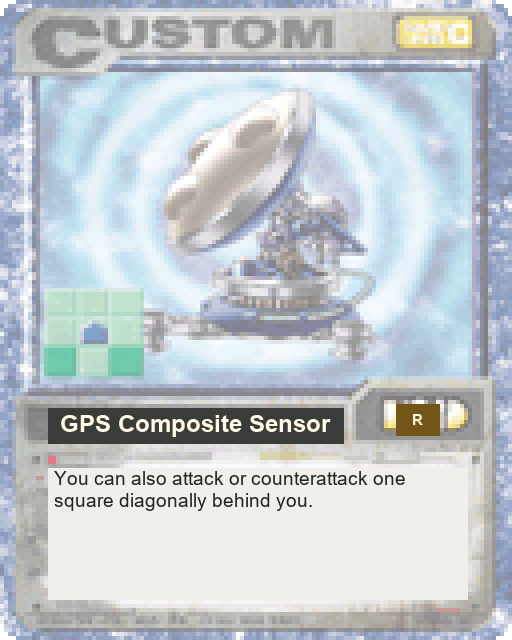 CUSTOM
GPS Composite Sensor
R
You can also attack or counterattack one
square diagonally behind you.